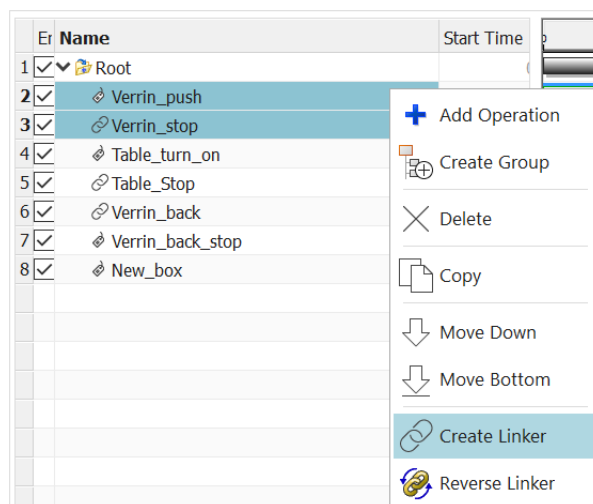 Er Name Start Time
1 Root
2 Verrin_push
3 Verrin_stop
4 Table_turn_on
5 Table_Stop
6 Verrin_back
7 Verrin_back_stop
8 New_box
Add Operation
Create Group
Delete
Copy
Move Down
Move Bottom
Create Linker
Reverse Linker